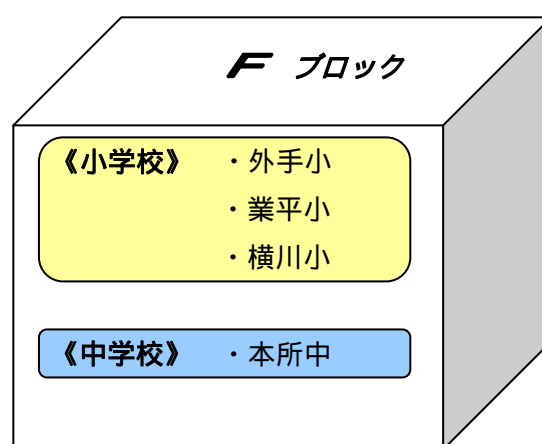 F ブロック
《小学校》 ・外手小
・業平小
・横川小
《中学校》 ・本所中